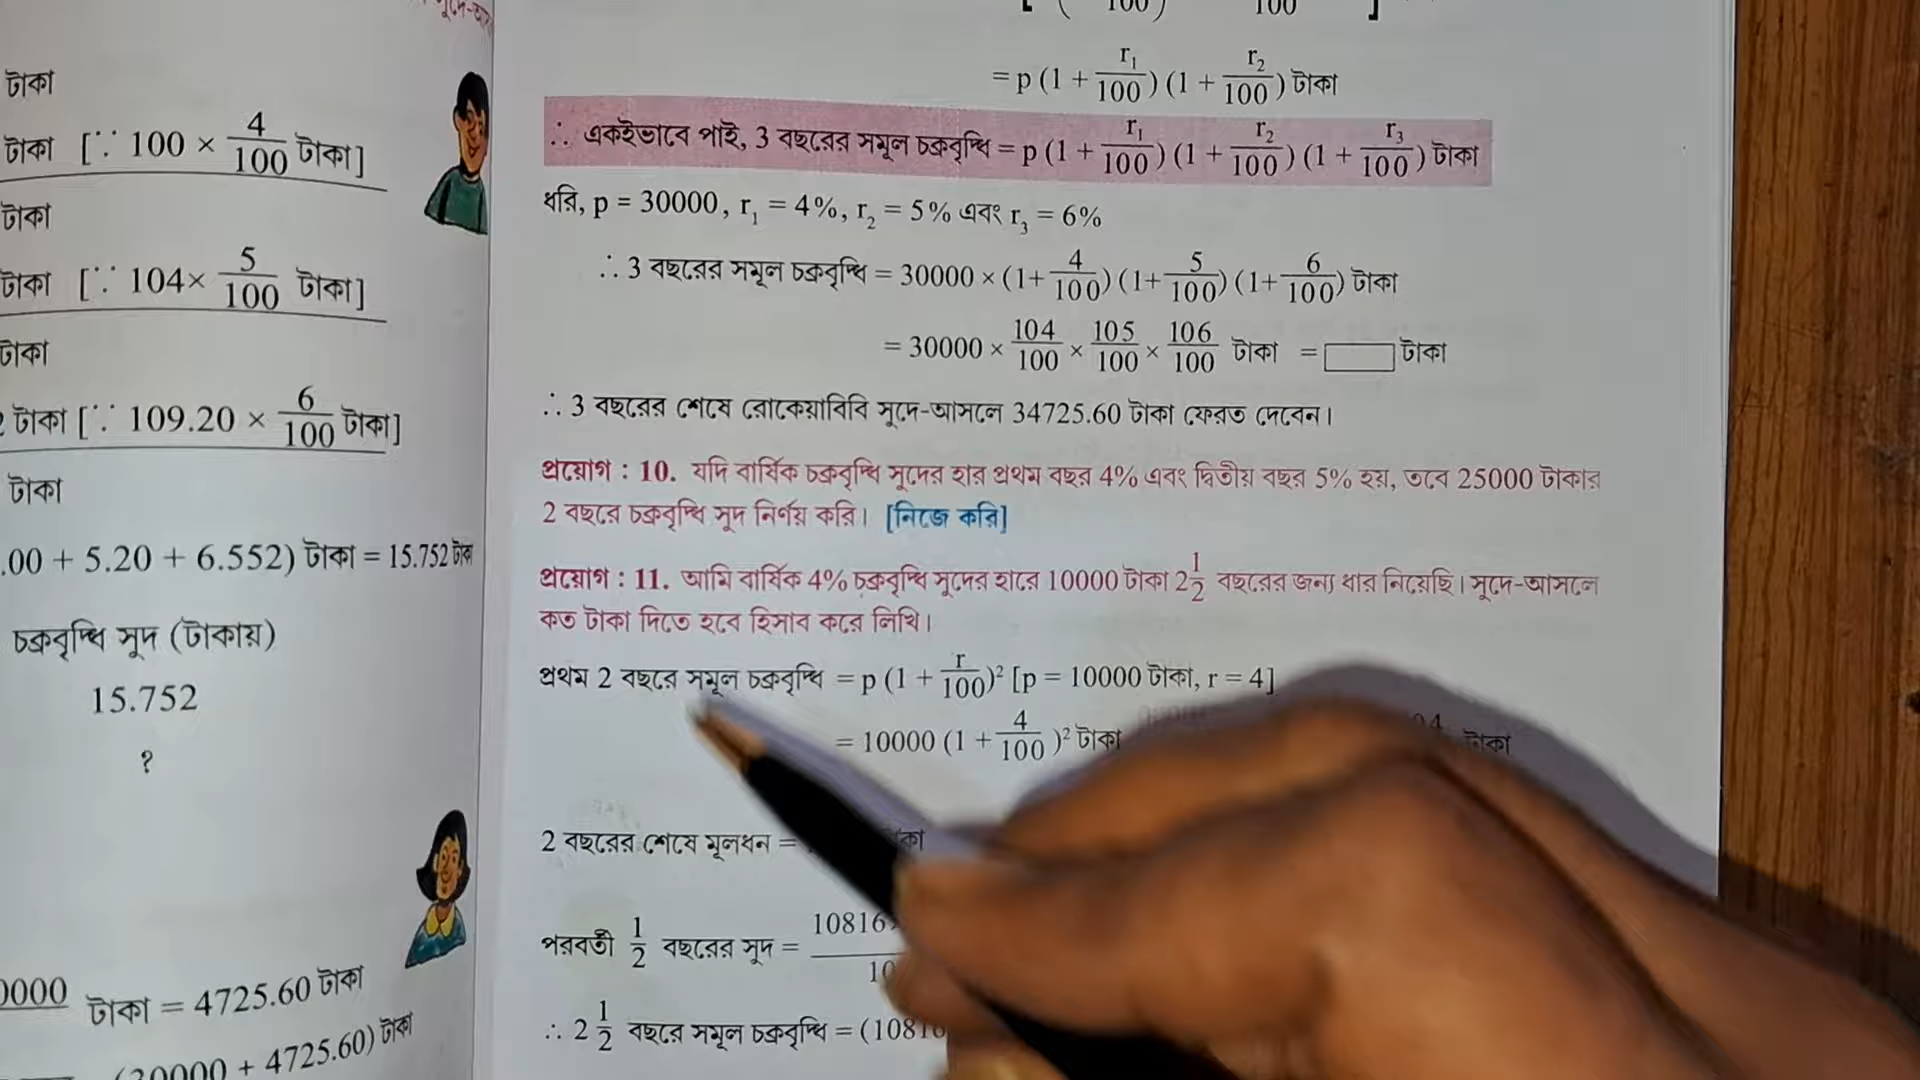 টাকা
টাকা [∵ 100 × 4/100 টাকা]
টাকা
টাকা [∵ 104× 5/100 টাকা]
টাকা
টাকা [∵ 109.20 × 6/100 টাকা]
টাকা
.00 + 5.20 + 6.552) টাকা = 15.752 টাকা
চক্রবৃদ্ধি সুদ (টাকায়)
15.752
?
টাকা = 4725.60 টাকা
+ 4725.60) টাকা
= p (1 + r₁/100) (1 + r₂/100) টাকা
∴ একইভাবে পাই, 3 বছরের সমূল চক্রবৃদ্ধি = p (1 + r₁/100) (1 + r₂/100) (1 + r₃/100) টাকা
ধরি, p = 30000, r₁ = 4%, r₂ = 5% এবং r₃ = 6%
∴ 3 বছরের সমূল চক্রবৃদ্ধি = 30000 × (1+ 4/100) (1+ 5/100) (1+ 6/100) টাকা
= 30000 × 104/100 × 105/100 × 106/100 টাকা = টাকা
∴ 3 বছরের শেষে রোকেয়াবিবি সুদে-আসলে 34725.60 টাকা ফেরত দেবেন।
প্রয়োগ : 10. যদি বার্ষিক চক্রবৃদ্ধি সুদের হার প্রথম বছর 4% এবং দ্বিতীয় বছর 5% হয়, তবে 25000 টাকার
2 বছরে চক্রবৃদ্ধি সুদ নির্ণয় করি। [নিজে করি]
প্রয়োগ : 11. আমি বার্ষিক 4% চক্রবৃদ্ধি সুদের হারে 10000 টাকা 2 1/2 বছরের জন্য ধার নিয়েছি। সুদে-আসলে
কত টাকা দিতে হবে হিসাব করে লিখি।
প্রথম 2 বছরে সমূল চক্রবৃদ্ধি = p (1 + r/100)² [p = 10000 টাকা, r = 4]
= 10000 (1 + 4/100)² টাকা টাকা
2 বছরের শেষে মূলধন =
পরবর্তী 1/2 বছরের সুদ = 10816
∴ 2 1/2 বছরে সমূল চক্রবৃদ্ধি = (10816